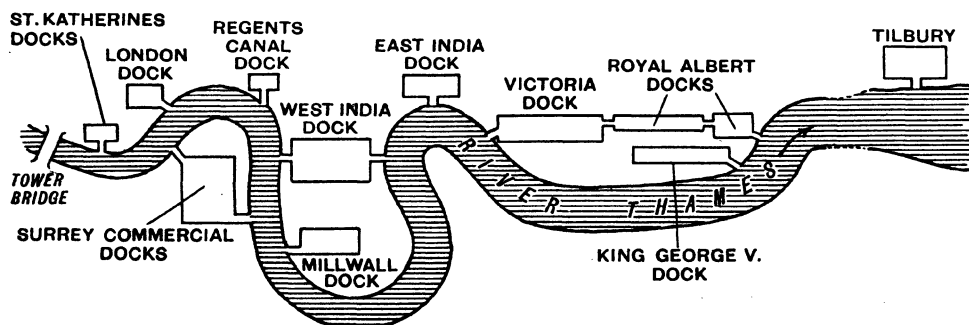 ST. KATHERINES
DOCKS
LONDON
DOCK
REGENTS
CANAL
DOCK
WEST INDIA
DOCK
EAST INDIA
DOCK
VICTORIA
DOCK
ROYAL ALBERT
DOCKS
TILBURY
TOWER
BRIDGE
SURREY COMMERCIAL
DOCKS
MILLWALL
DOCK
RIVER THAMES
KING GEORGE V.
DOCK